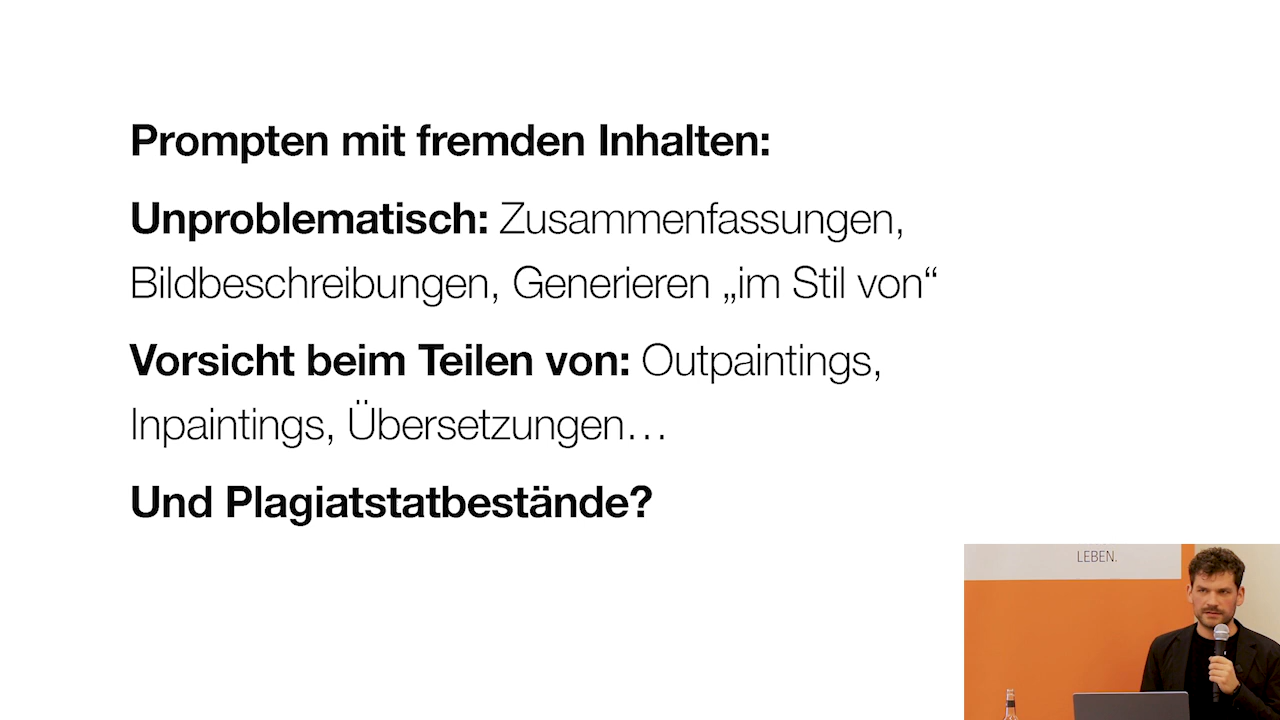 Prompten mit fremden Inhalten:
Unproblematisch: Zusammenfassungen,
Bildbeschreibungen, Generieren „im Stil von“
Vorsicht beim Teilen von: Outpaintings,
Inpaintings, Übersetzungen…
Und Plagiatstatbestände?
LEBEN.